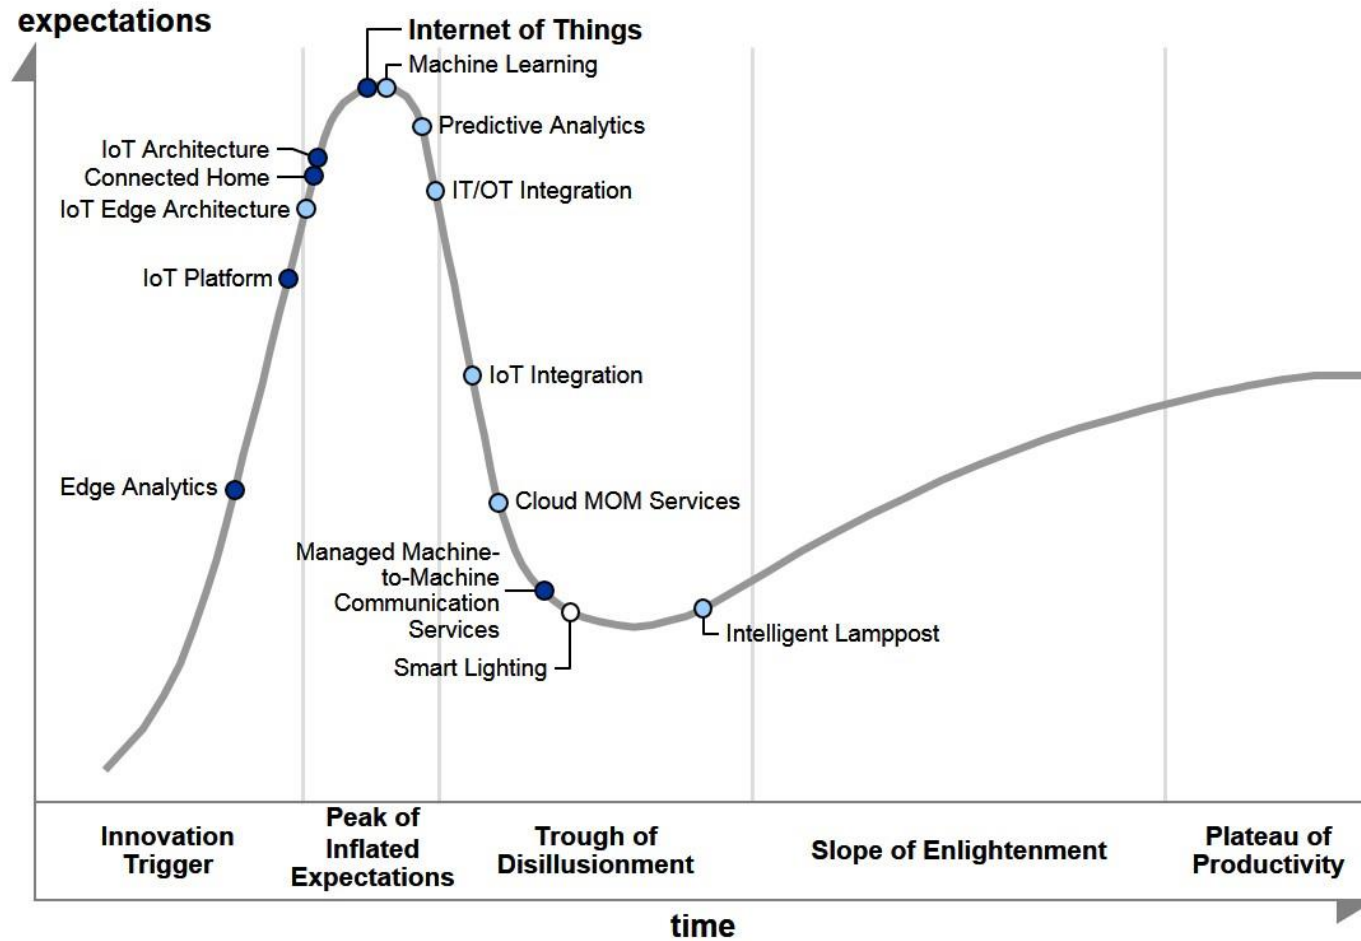 expectations
Internet of Things
Machine Learning
Predictive Analytics
IoT Architecture
Connected Home
IT/OT Integration
IoT Edge Architecture
IoT Platform
IoT Integration
Edge Analytics
Cloud MOM Services
Managed Machine-
to-Machine
Communication
Services
Intelligent Lamppost
Smart Lighting
Innovation
Trigger
Peak of
Inflated
Expectations
Trough of
Disillusionment
Slope of Enlightenment
Plateau of
Productivity
time